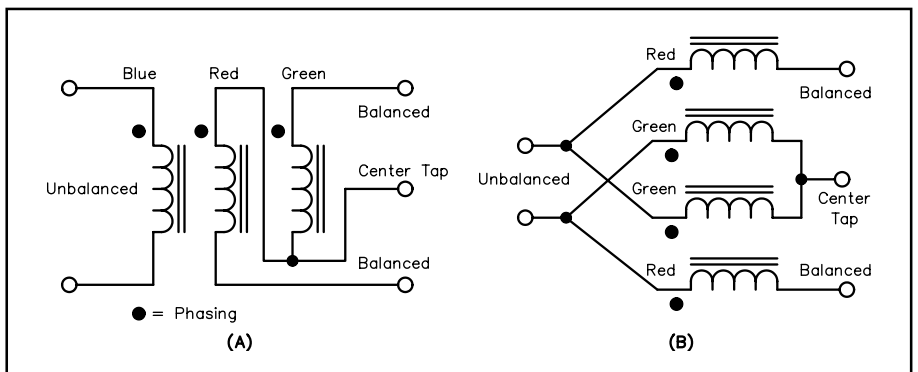 Blue
Red
Green
Balanced
Unbalanced
Center Tap
Balanced
● = Phasing
(A)
Red
Balanced
Green
Unbalanced
Green
Center
Tap
Red
Balanced
(B)